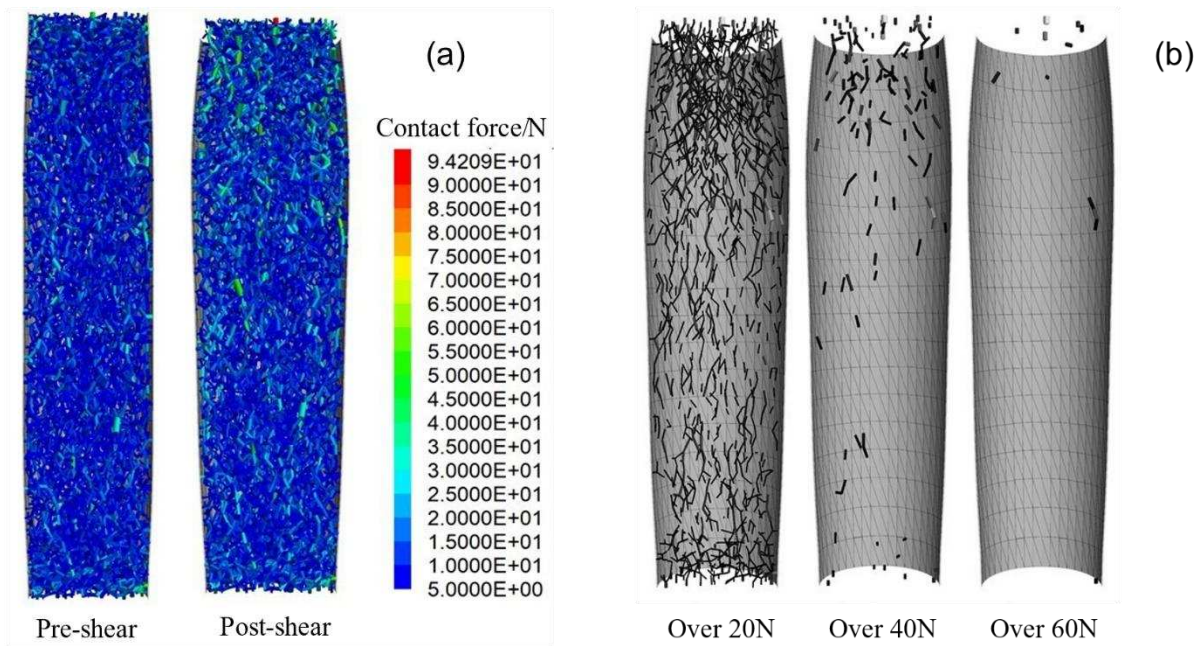 (a)
(b)
Contact force/N
9.4209E+01
9.0000E+01
8.5000E+01
8.0000E+01
7.5000E+01
7.0000E+01
6.5000E+01
6.0000E+01
5.5000E+01
5.0000E+01
4.5000E+01
4.0000E+01
3.5000E+01
3.0000E+01
2.5000E+01
2.0000E+01
1.5000E+01
1.0000E+01
5.0000E+00
Pre-shear
Post-shear
Over 20N
Over 40N
Over 60N